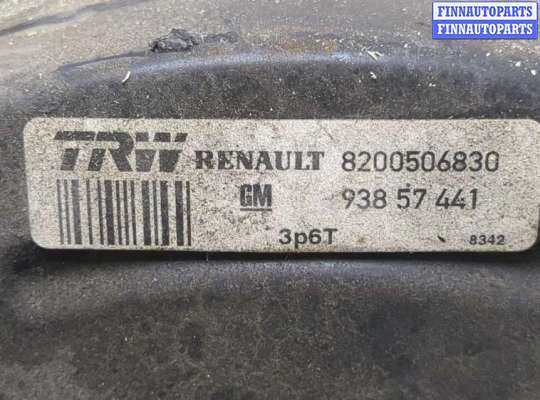 FINNAUTOPARTS
FINNAUTOPARTS
TRW RENAULT 8200506830
GM 938 57 441
3p6T 8342